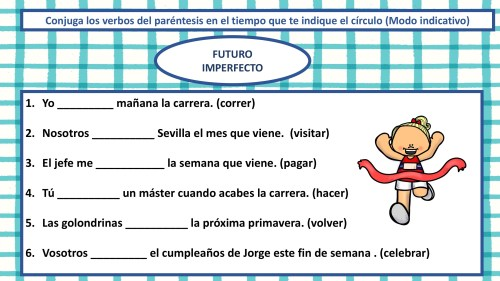 Conjuga los verbos del paréntesis en el tiempo que te indique el círculo (Modo indicativo)
FUTURO
IMPERFECTO
1. Yo _________ mañana la carrera. (correr)
2. Nosotros __________ Sevilla el mes que viene. (visitar)
3. El jefe me ___________ la semana que viene. (pagar)
4. Tú __________ un máster cuando acabes la carrera. (hacer)
5. Las golondrinas __________ la próxima primavera. (volver)
6. Vosotros _________ el cumpleaños de Jorge este fin de semana . (celebrar)